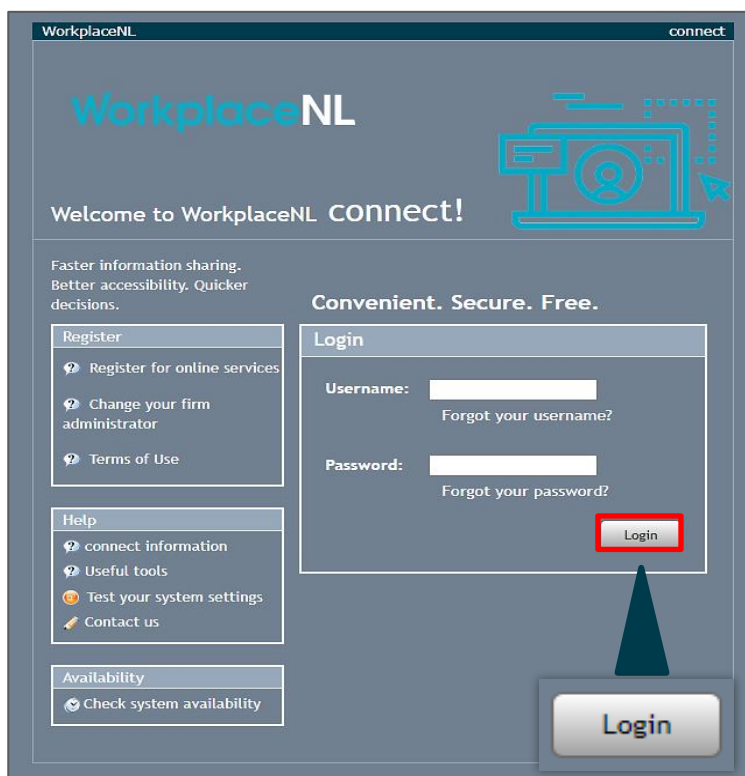 WorkplaceNL connect
WorkplaceNL
Welcome to WorkplaceNL connect!
Faster information sharing.
Better accessibility. Quicker
decisions.
Convenient. Secure. Free.
Register
Register for online services
Change your firm
administrator
Terms of Use
Login
Username:
Forgot your username?
Password:
Forgot your password?
Login
Help
connect information
Useful tools
Test your system settings
Contact us
Availability
Check system availability
Login